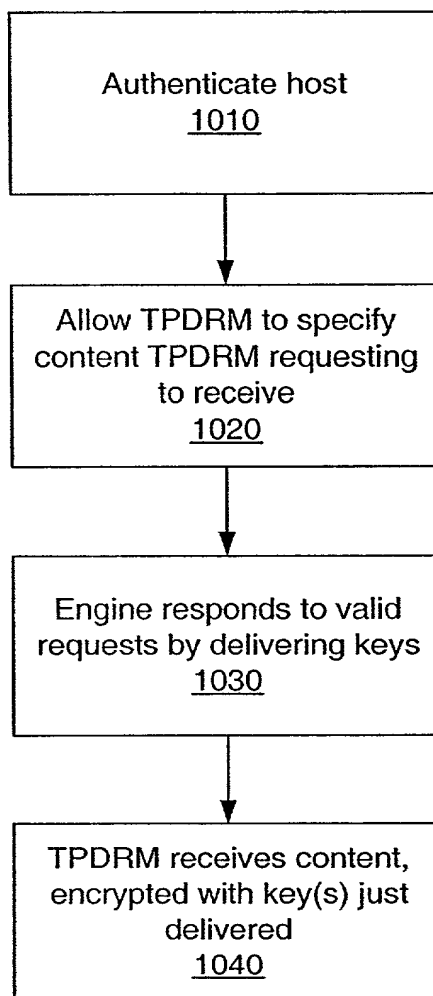 Authenticate host
1010
Allow TPDRM to specify
content TPDRM requesting
to receive
1020
Engine responds to valid
requests by delivering keys
1030
TPDRM receives content,
encrypted with key(s) just
delivered
1040